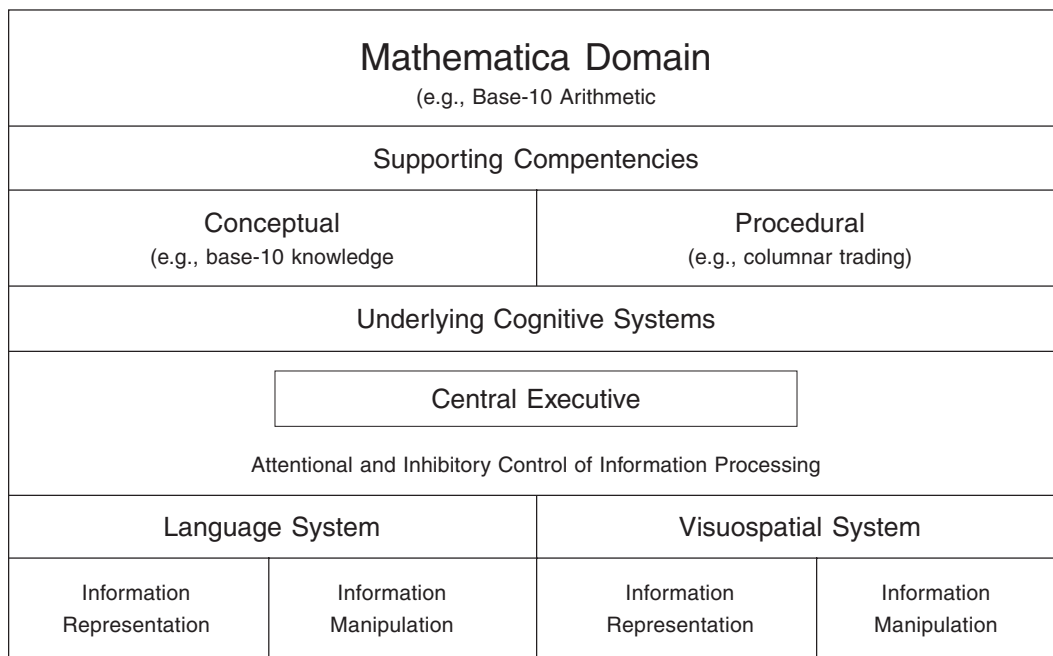 Mathematica Domain
(e.g., Base-10 Arithmetic
Supporting Compentencies
Conceptual
(e.g., base-10 knowledge
Procedural
(e.g., columnar trading)
Underlying Cognitive Systems
Central Executive
Attentional and Inhibitory Control of Information Processing
Language System
Visuospatial System
Information
Representation
Information
Manipulation
Information
Representation
Information
Manipulation